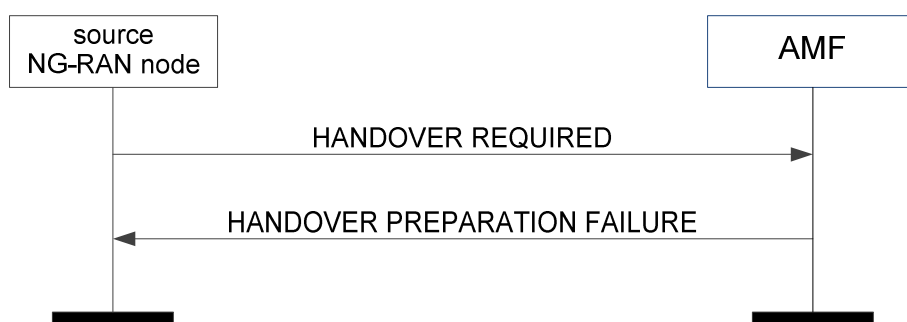 source
NG-RAN node
AMF
HANDOVER REQUIRED
HANDOVER PREPARATION FAILURE